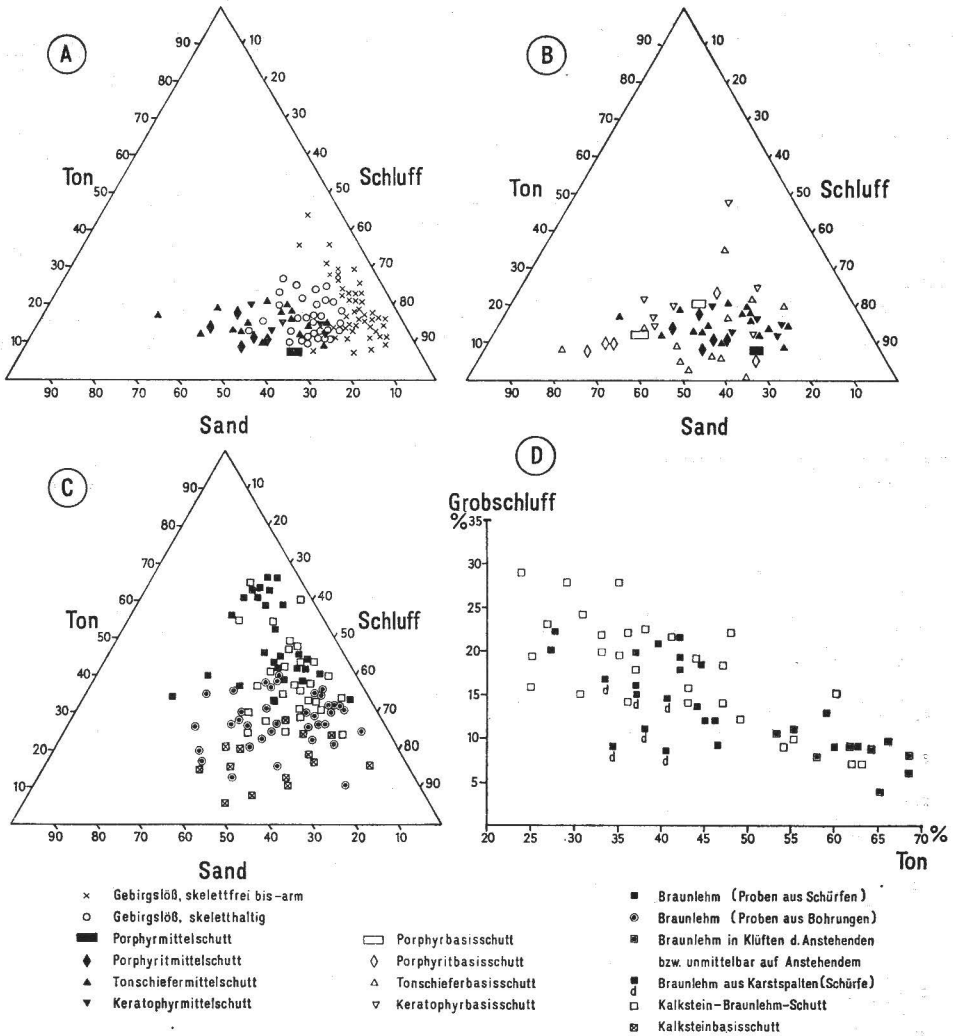 A
90
80
70
60
50
40
30
20
10
Ton
10
20
30
40
50
60
70
80
90
Schluff
90 80 70 60 50 40 30 20 10
Sand
B
90
80
70
60
50
40
30
20
10
Ton
10
20
30
40
50
60
70
80
90
Schluff
90 80 70 60 50 40 30 20 10
Sand
C
90
80
70
60
50
40
30
20
10
Ton
10
20
30
40
50
60
70
80
90
Schluff
90 80 70 60 50 40 30 20 10
Sand
D
Grobschluff
% 35
30
25
20
15
10
5
d
d
d
d
d
d
20 25 30 35 40 45 50 55 60 65 70 %
Ton
Gebirgslöß, skelettfrei bis-arm
Gebirgslöß, skeletthaltig
Porphyrmittelschutt
Porphyritmittelschutt
Tonschiefermittelschutt
Keratophyrmittelschutt
Porphyrbasisschutt
Porphyritbasisschutt
Tonschieferbasisschutt
Keratophyrbasisschutt
Braunlehm (Proben aus Schürfen)
Braunlehm (Proben aus Bohrungen)
Braunlehm in Klüften d. Anstehenden
bzw. unmittelbar auf Anstehendem
d Braunlehm aus Karstspalten (Schürfe)
Kalkstein-Braunlehm-Schutt
Kalksteinbasisschutt